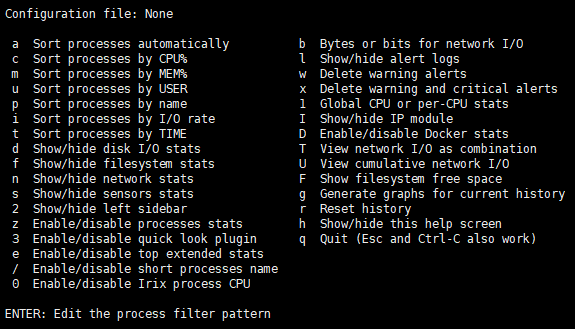 Configuration file: None
a Sort processes automatically b Bytes or bits for network I/O
c Sort processes by CPU% l Show/hide alert logs
m Sort processes by MEM% w Delete warning alerts
u Sort processes by USER x Delete warning and critical alerts
p Sort processes by name 1 Global CPU or per-CPU stats
i Sort processes by I/O rate I Show/hide IP module
t Sort processes by TIME D Enable/disable Docker stats
d Show/hide disk I/O stats T View network I/O as combination
f Show/hide filesystem stats U View cumulative network I/O
n Show/hide network stats F Show filesystem free space
s Show/hide sensors stats g Generate graphs for current history
2 Show/hide left sidebar r Reset history
z Enable/disable processes stats h Show/hide this help screen
3 Enable/disable quick look plugin q Quit (Esc and Ctrl-C also work)
e Enable/disable top extended stats
/ Enable/disable short processes name
0 Enable/disable Irix process CPU
ENTER: Edit the process filter pattern